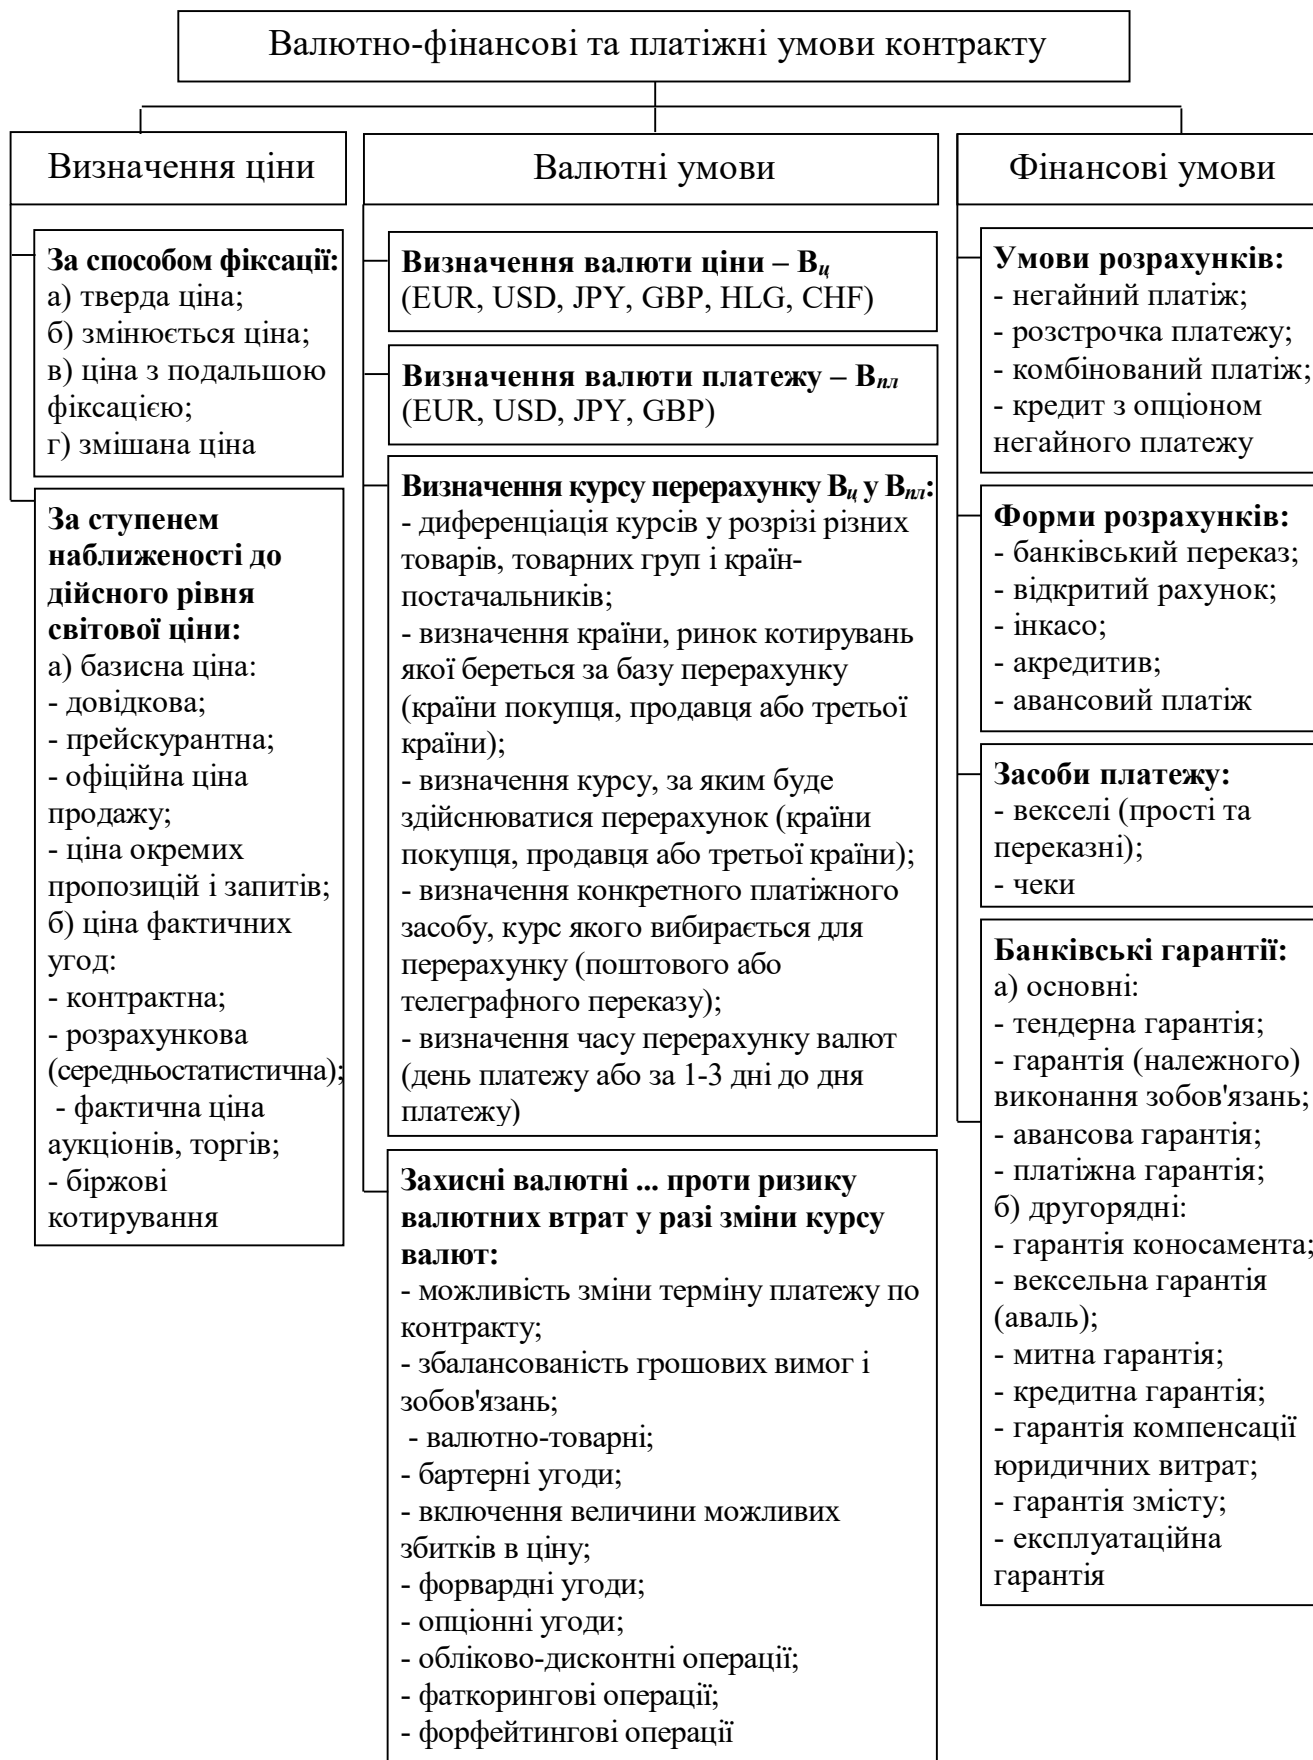 Валютно-фінансові та платіжні умови контракту
Визначення ціни
За способом фіксації:
а) тверда ціна;
б) змінюється ціна;
в) ціна з подальшою
фіксацією;
г) змішана ціна
За ступенем
наближеності до
дійсного рівня
світової ціни:
а) базисна ціна:
- довідкова;
- прейскурантна;
- офіційна ціна
продажу;
- ціна окремих
пропозицій і запитів;
б) ціна фактичних
угод:
- контрактна;
- розрахункова
(середньостатистична);
- фактична ціна
аукціонів, торгів;
- біржові
котирування
Валютні умови
Визначення валюти ціни – Вц
(EUR, USD, JPY, GBP, HLG, CHF)
Визначення валюти платежу – Впл
(EUR, USD, JPY, GBP)
Визначення курсу перерахунку Вц у Впл:
- диференціація курсів у розрізі різних
товарів, товарних груп і країн-
постачальників;
- визначення країни, ринок котирувань
якої береться за базу перерахунку
(країни покупця, продавця або третьої
країни);
- визначення курсу, за яким буде
здійснюватися перерахунок (країни
покупця, продавця або третьої країни);
- визначення конкретного платіжного
засобу, курс якого вибирається для
перерахунку (поштового або
телеграфного переказу);
- визначення часу перерахунку валют
(день платежу або за 1-3 дні до дня
платежу)
Захисні валютні ... проти ризику
валютних втрат у разі зміни курсу
валют:
- можливість зміни терміну платежу по
контракту;
- збалансованість грошових вимог і
зобов'язань;
- валютно-товарні;
- бартерні угоди;
- включення величини можливих
збитків в ціну;
- форвардні угоди;
- опціонні угоди;
- обліково-дисконтні операції;
- фаткорингові операції;
- форфейтингові операції
Фінансові умови
Умови розрахунків:
- негайний платіж;
- розстрочка платежу;
- комбінований платіж;
- кредит з опціоном
негайного платежу
Форми розрахунків:
- банківський переказ;
- відкритий рахунок;
- інкасо;
- акредитив;
- авансовий платіж
Засоби платежу:
- векселі (прості та
переказні);
- чеки
Банківські гарантії:
а) основні:
- тендерна гарантія;
- гарантія (належного)
виконання зобов'язань;
- авансова гарантія;
- платіжна гарантія;
б) другорядні:
- гарантія коносамента;
- вексельна гарантія
(аваль);
- митна гарантія;
- кредитна гарантія;
- гарантія компенсації
юридичних витрат;
- гарантія змісту;
- експлуатаційна
гарантія